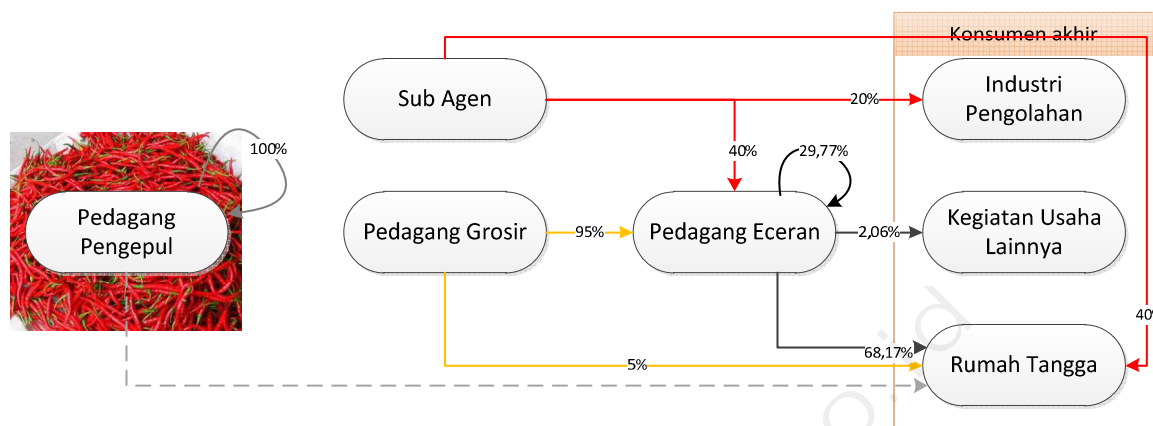 Konsumen akhir
Sub Agen
20%
Industri
Pengolahan
100%
40%
29,77%
Pedagang
Pengepul
Pedagang Grosir
95%
Pedagang Eceran
2,06%
Kegiatan Usaha
Lainnya
40
68,17%
5%
Rumah Tangga
o.id